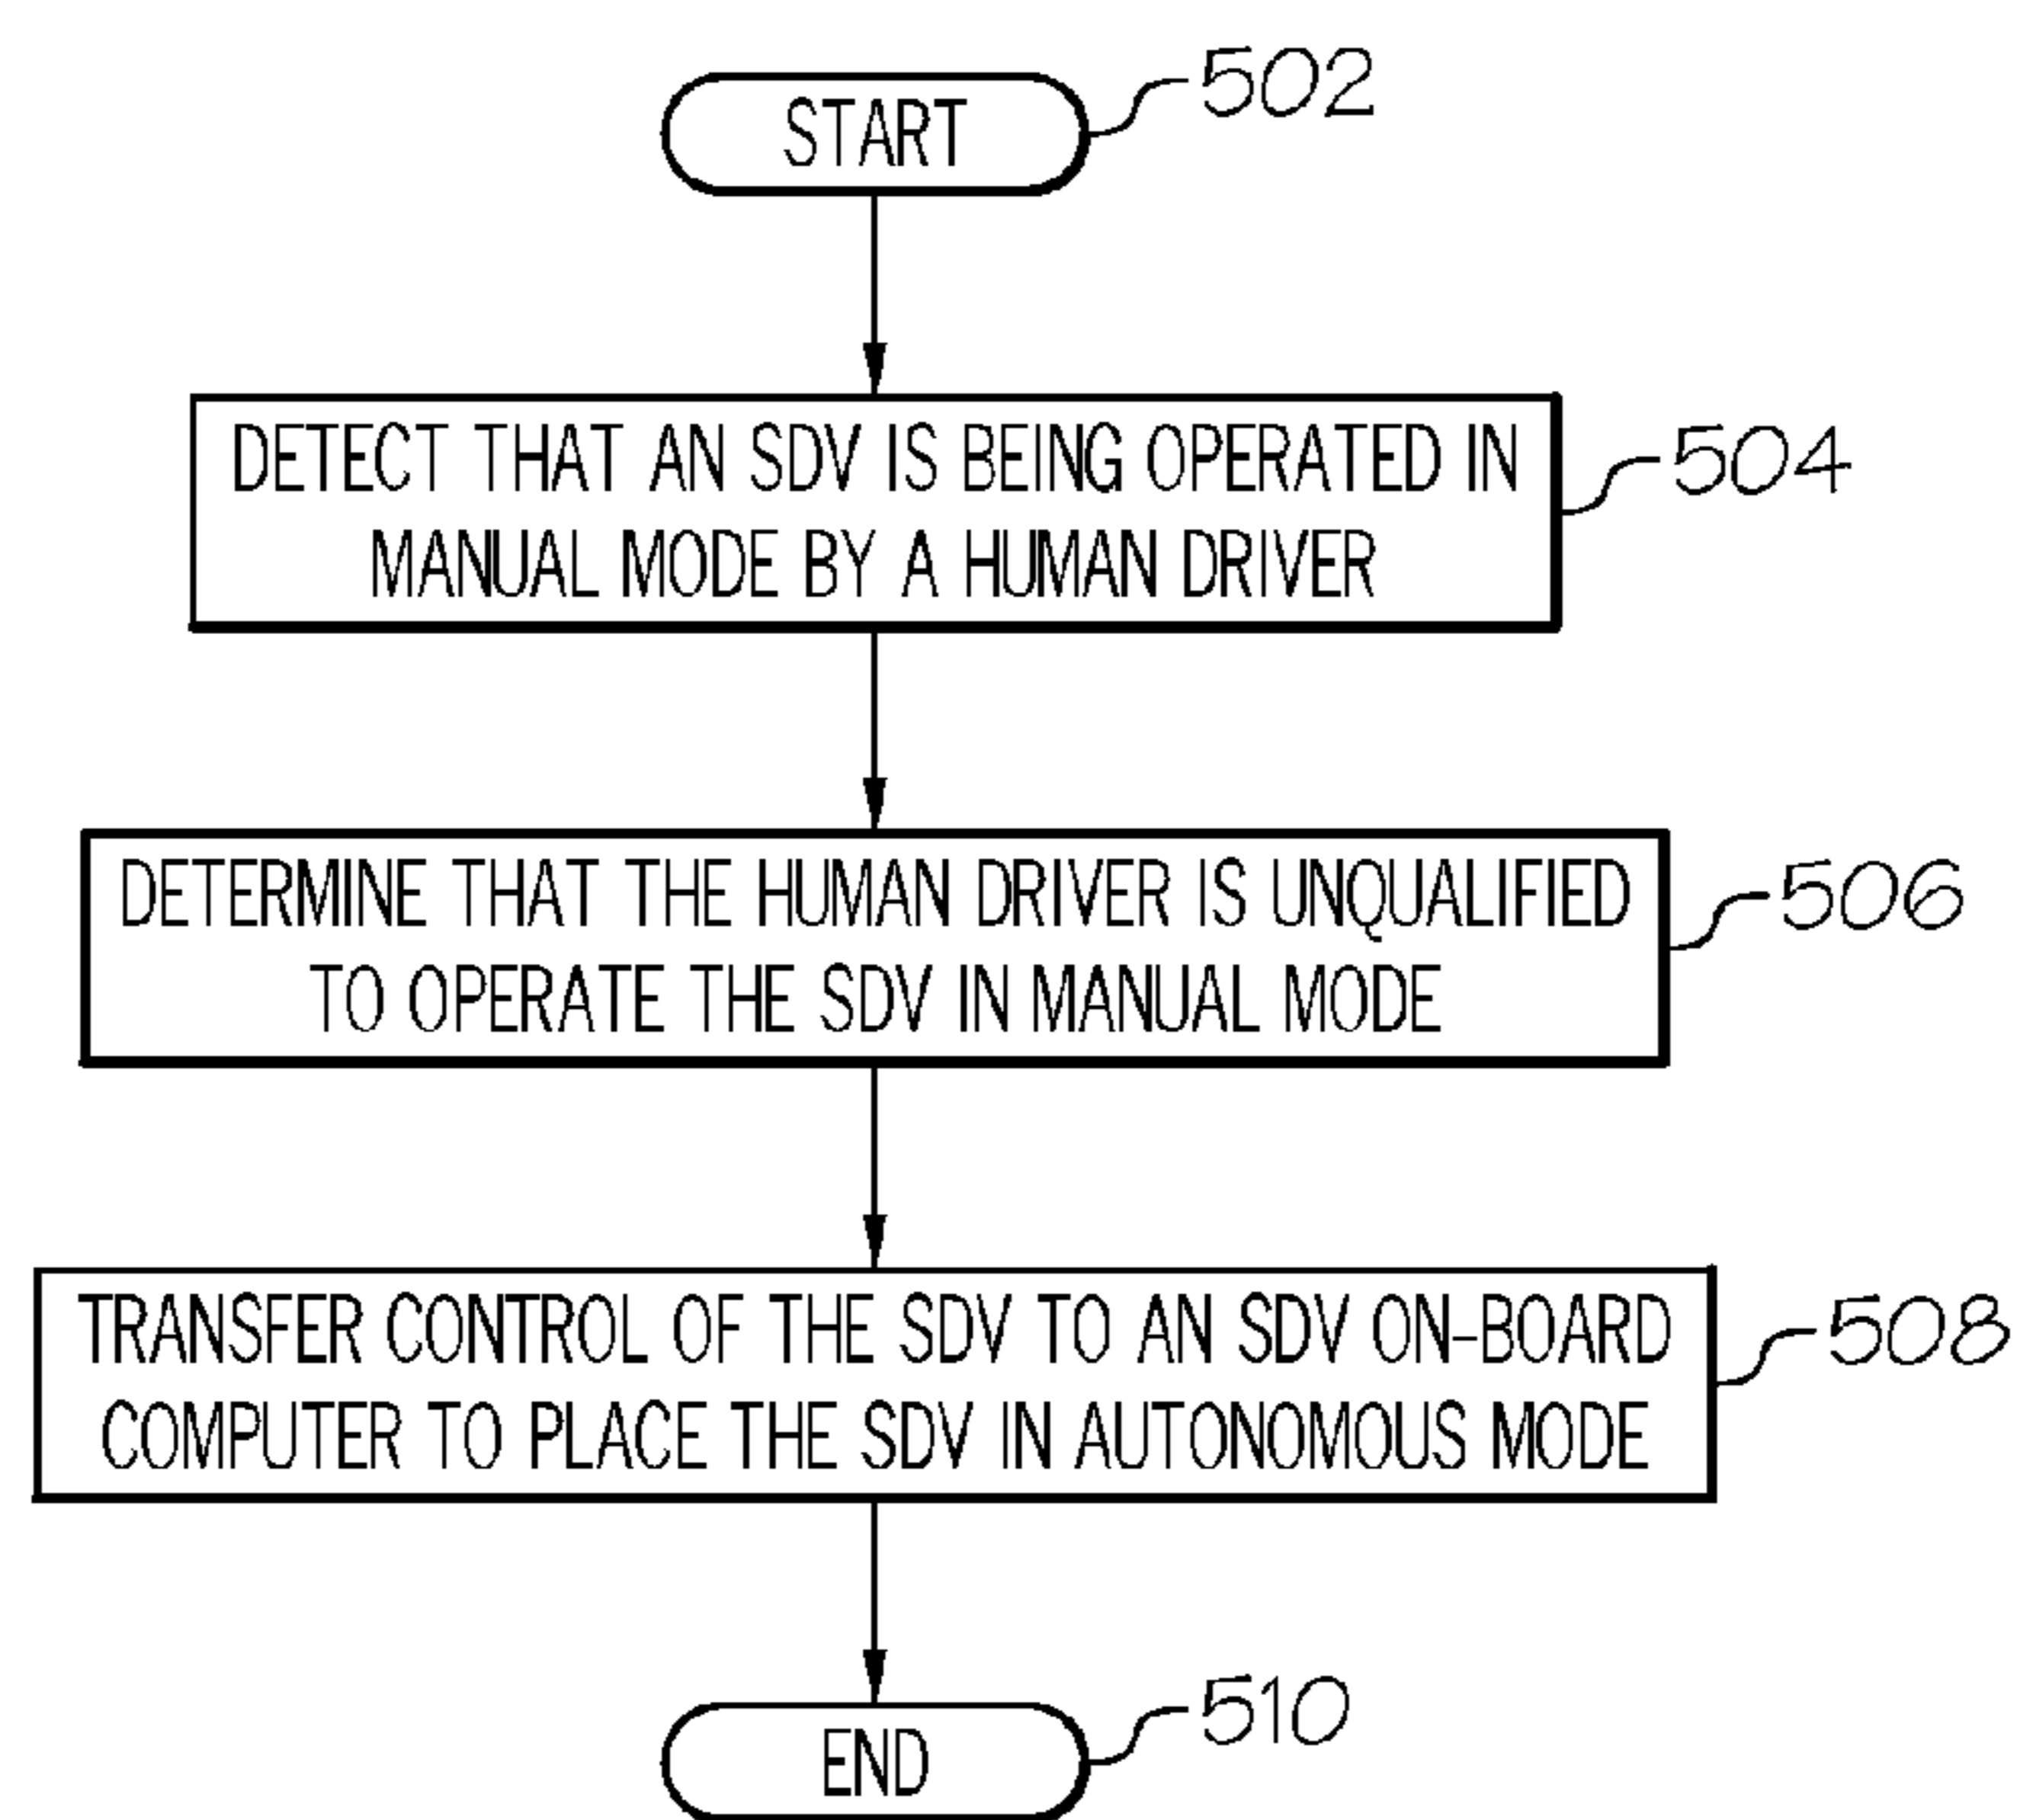 START
502
DETECT THAT AN SDV IS BEING OPERATED IN
MANUAL MODE BY A HUMAN DRIVER
504
DETERMINE THAT THE HUMAN DRIVER IS UNQUALIFIED
TO OPERATE THE SDV IN MANUAL MODE
506
TRANSFER CONTROL OF THE SDV TO AN SDV ON-BOARD
COMPUTER TO PLACE THE SDV IN AUTONOMOUS MODE
508
END
510